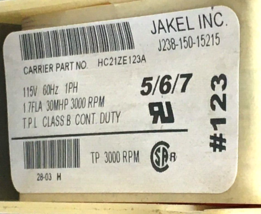 JAKEL INC.
J238-150-15215
CARRIER PART NO. HC21ZE123A
115V 60Hz 1PH
1.7FLA 30MHP 3000 RPM
T.P.L CLASS B CONT. DUTY
5/6/7
#123
TP 3000 RPM
28-03 H